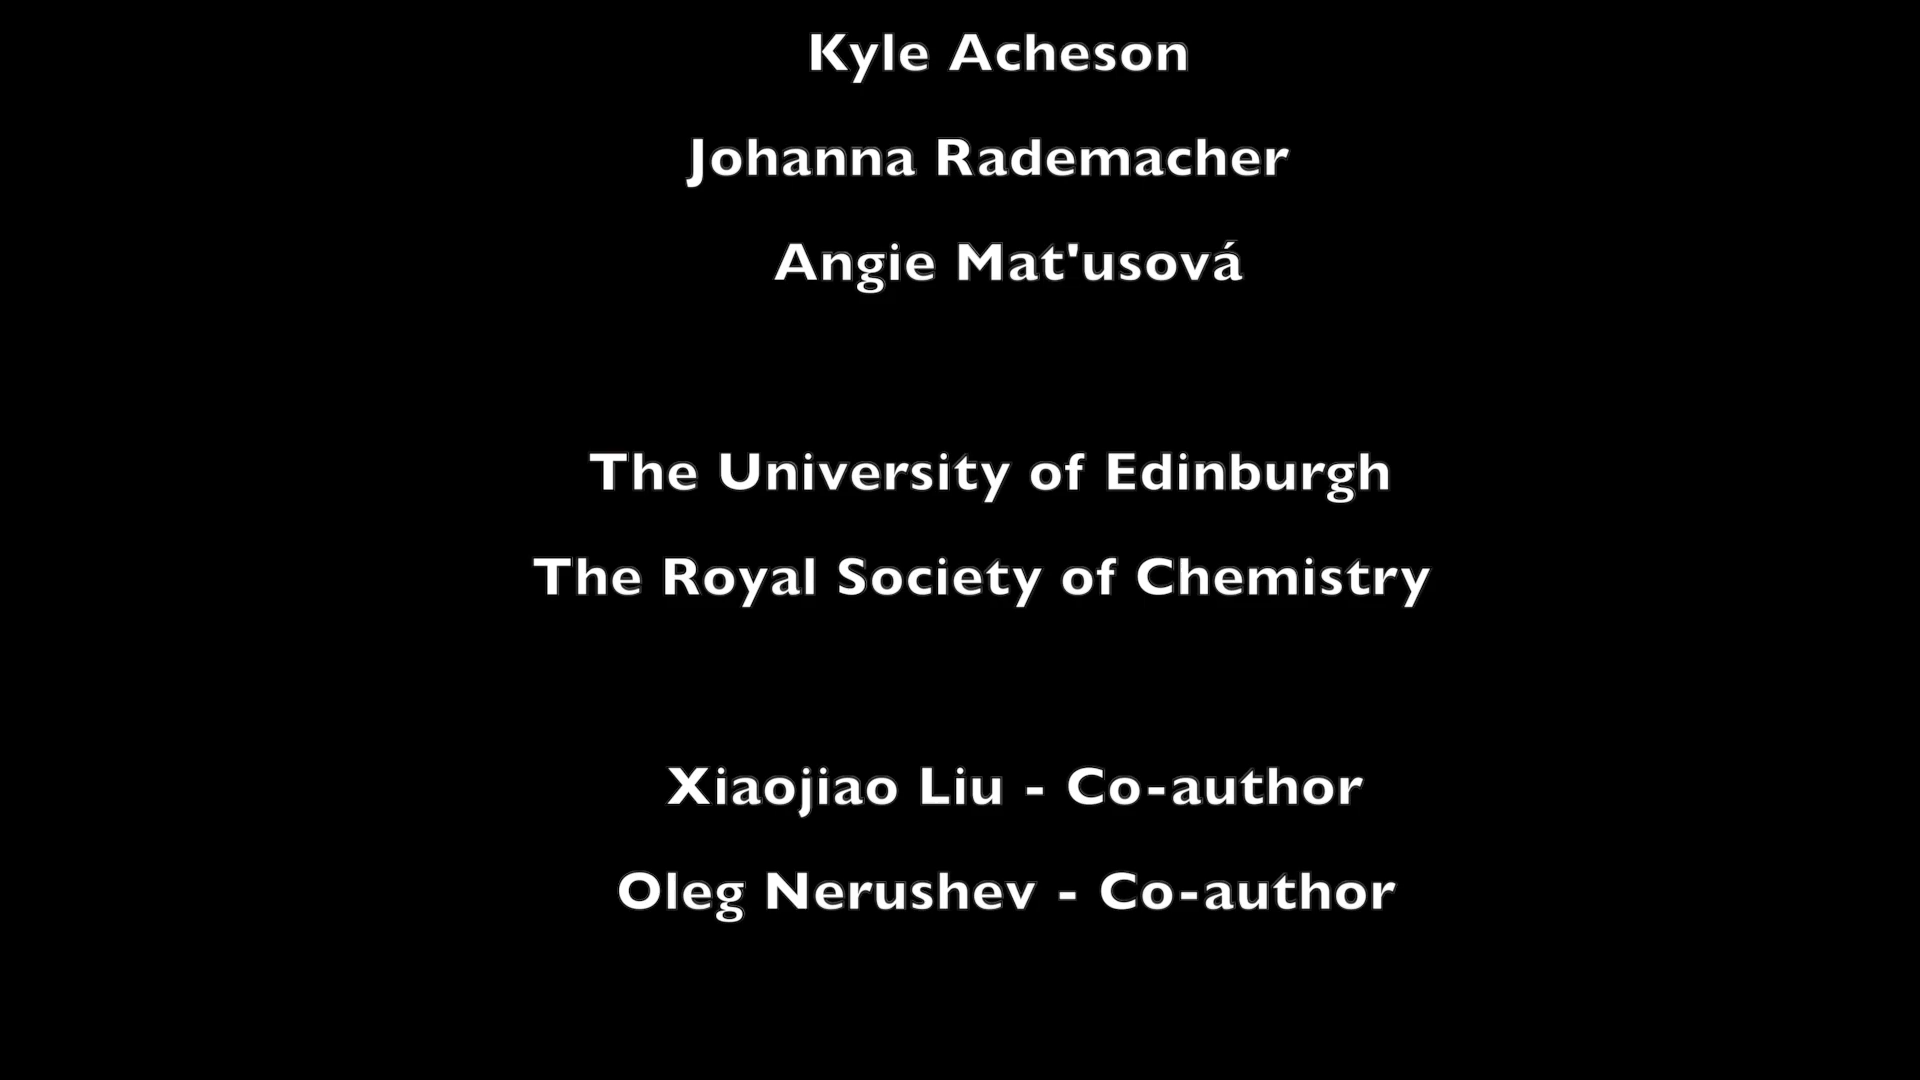 Kyle Acheson
Johanna Rademacher
Angie Mat'usová
The University of Edinburgh
The Royal Society of Chemistry
Xiaojiao Liu - Co-author
Oleg Nerushev - Co-author